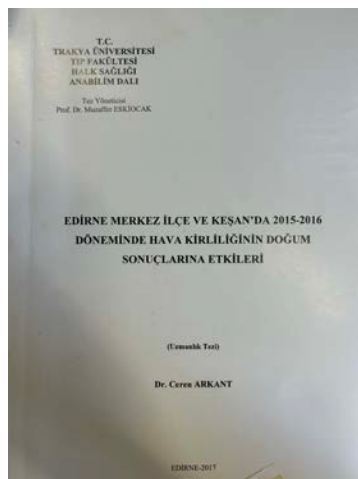 T.C.
TRAKYA ÜNİVERSİTESİ
TIP FAKÜLTESİ
HALK SAĞLIĞI
ANABİLİM DALI
Tez Yöneticisi
Prof. Dr. Muzaffer ESKİOCAK
EDİRNE MERKEZ İLÇE VE KEŞAN'DA 2015-2016
DÖNEMİNDE HAVA KİRLİLİĞİNİN DOĞUM
SONUÇLARINA ETKİLERİ
(Uzmanlık Tezi)
Dr. Ceren ARKANT
EDİRNE-2017